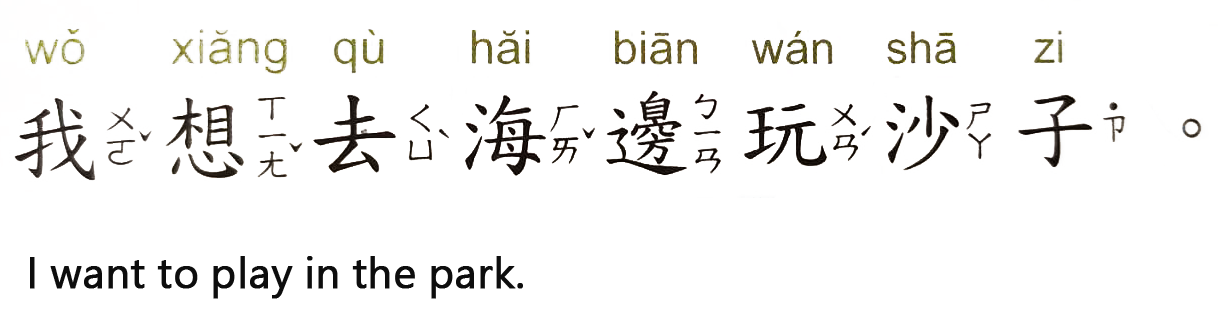 wǒ xiǎng qù hǎi biān wán shā zi
我ㄨㄛˇ想ㄒㄧㄤˇ去ㄑㄩˋ海ㄏㄞˇ邊ㄅㄧㄢ玩ㄨㄢˊ沙ㄕㄚ子˙ㄗ。
I want to play in the park.